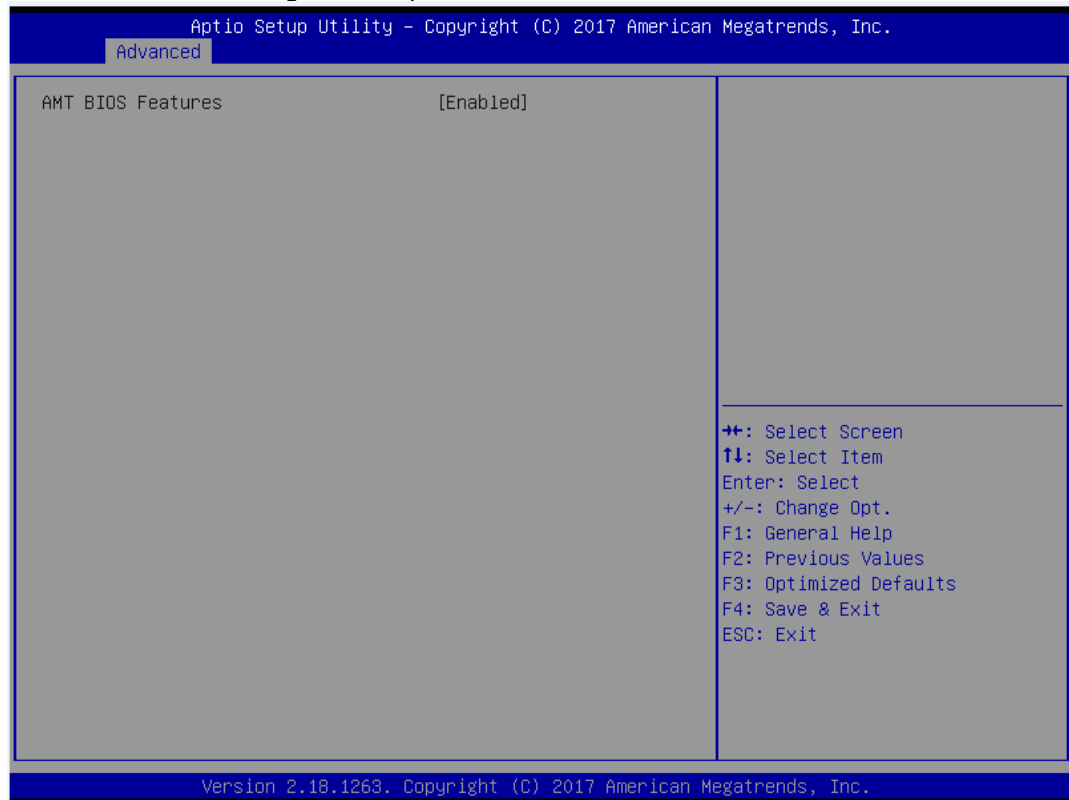 Aptio Setup Utility – Copyright (C) 2017 American Megatrends, Inc.
Advanced
AMT BIOS Features [Enabled]
→←: Select Screen
↑↓: Select Item
Enter: Select
+/-: Change Opt.
F1: General Help
F2: Previous Values
F3: Optimized Defaults
F4: Save & Exit
ESC: Exit
Version 2.18.1263. Copyright (C) 2017 American Megatrends, Inc.